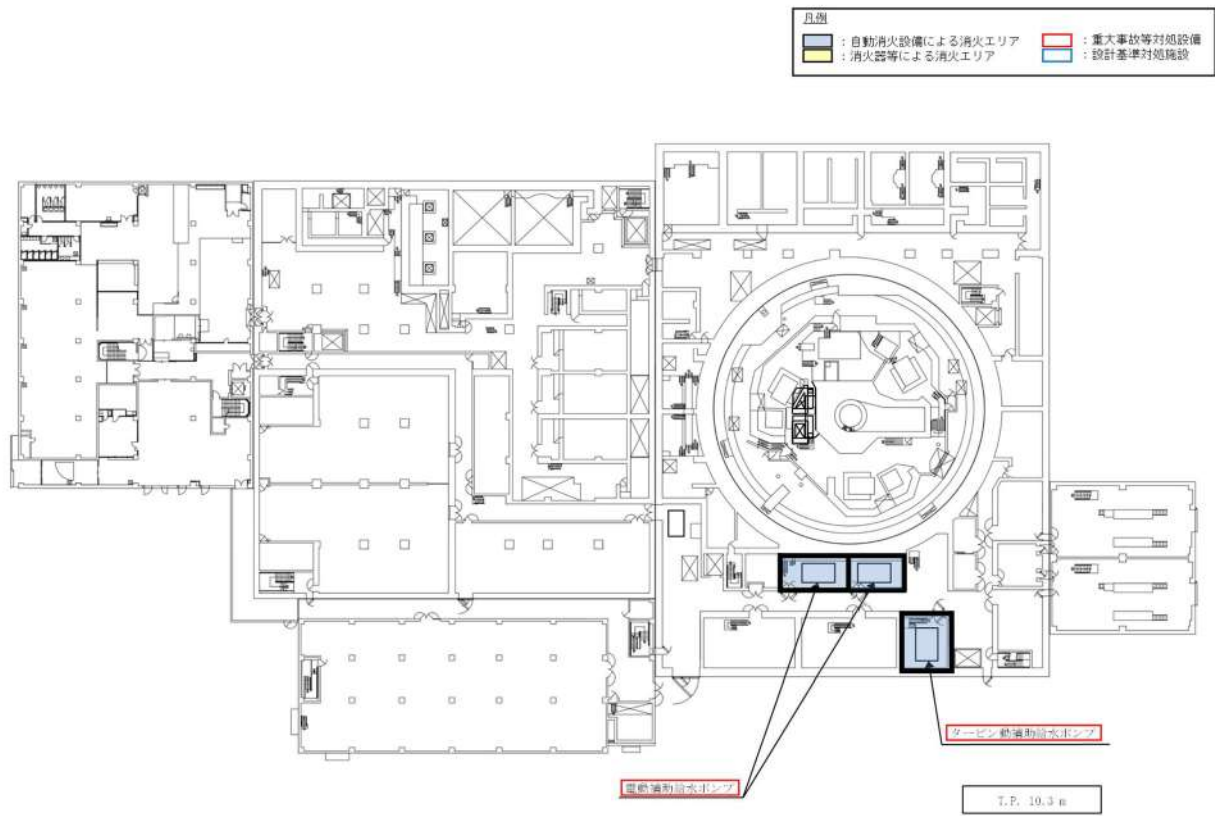 凡例
：自動消火設備による消火エリア
：重大事故等対処設備
：消火器等による消火エリア
：設計基準対処施設
タービン動補助給水ポンプ
電動補助給水ポンプ
T.P. 10.3 m